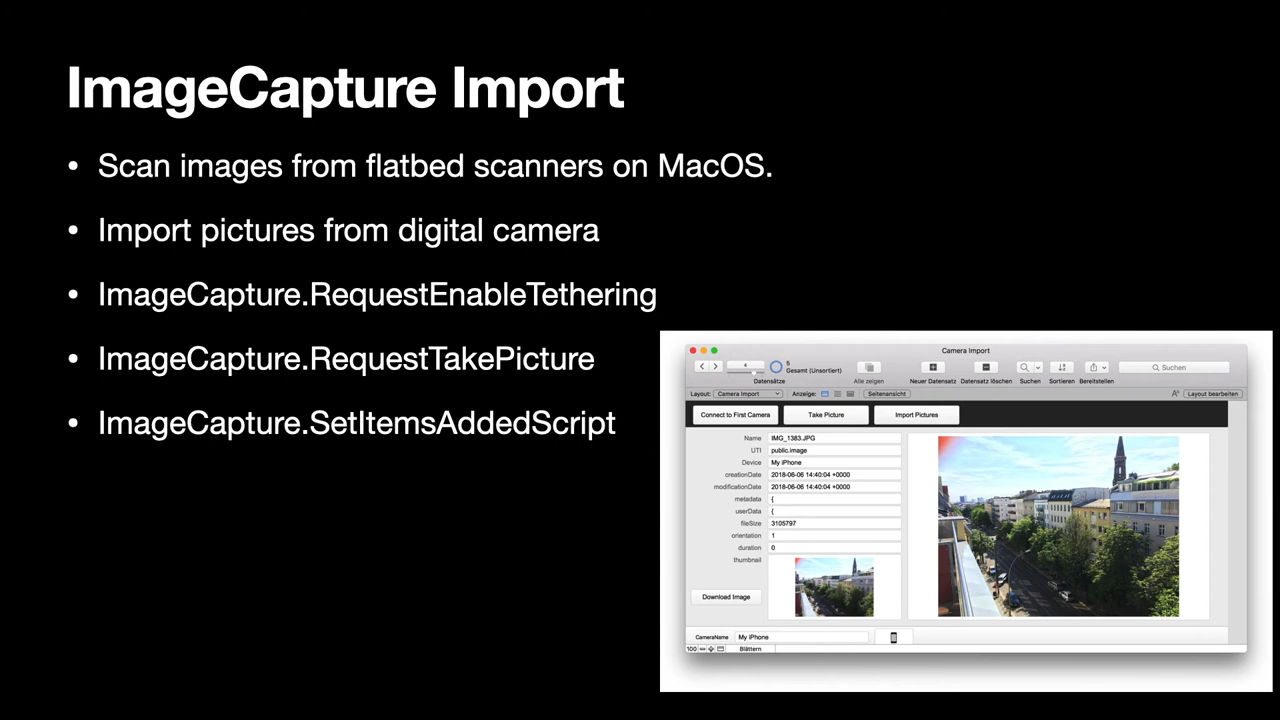 ImageCapture Import
• Scan images from flatbed scanners on MacOS.
• Import pictures from digital camera
• ImageCapture.RequestEnableTethering
• ImageCapture.RequestTakePicture
• ImageCapture.SetItemsAddedScript
Camera Import
4
5
Gesamt (Unsortiert)
Datensätze
Alle zeigen
Neuer Datensatz
Datensatz löschen
Suchen
Sortieren
Bereitstellen
Suchen
Layout: Camera Import
Anzeige:
Seitenansicht
Layout bearbeiten
Connect to First Camera
Take Picture
Import Pictures
Name IMG_1383.JPG
UTI public.image
Device My iPhone
creationDate 2018-06-06 14:40:04 +0000
modificationDate 2018-06-06 14:40:04 +0000
metadata {
userData {
fileSize 3105797
orientation 1
duration 0
thumbnail
Download Image
CameraName My iPhone
100
Blättern